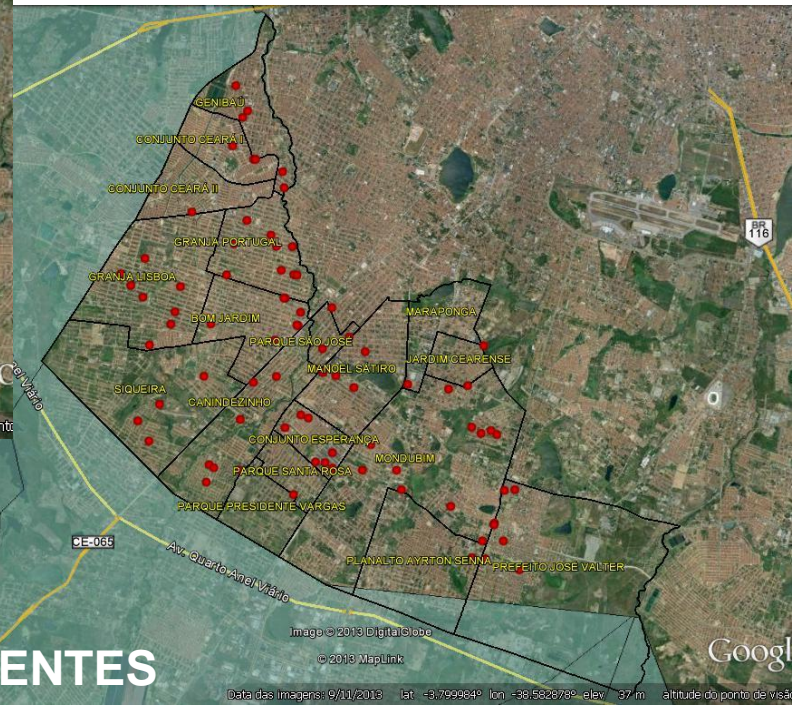 GENIBAÚ
CONJUNTO CEARÁ I
CONJUNTO CEARÁ II
BR
116
GRANJA PORTUGAL
GRANJA LISBOA
MARAPONGA
BOM JARDIM
PARQUE SÃO JOSÉ
JARDIM CEARENSE
MANUEL SATIRO
SIQUEIRA
CANINDEZINHO
CONJUNTO ESPERANÇA
MONDUBIM
PARQUE SANTA ROSA
PARQUE PRESIDENTE VARGAS
CE-065
Av. Quarto Anel Viário
PLANALTO AYRTON SENNA
PREFEITO JOSÉ VALTER
Image © 2013 DigitalGlobe
© 2013 MapLink
Googl
ENTES
Data das imagens: 9/11/2013 lat -3.799984° lon -38.582878° elev 37 m altitude do ponto de visão